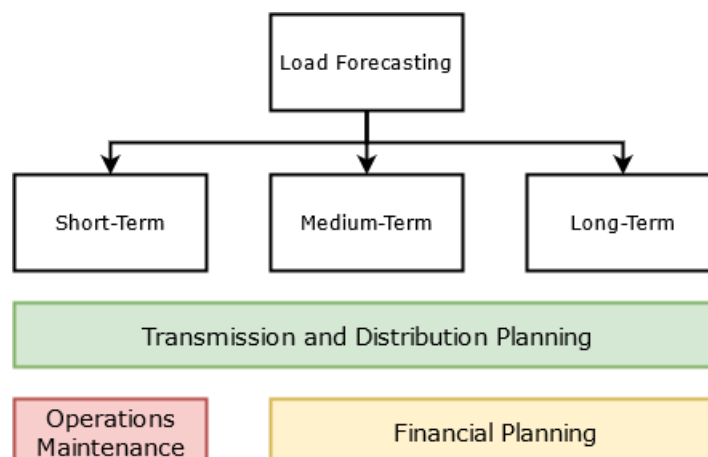 Load Forecasting
Short-Term
Medium-Term
Long-Term
Transmission and Distribution Planning
Operations
Maintenance
Financial Planning